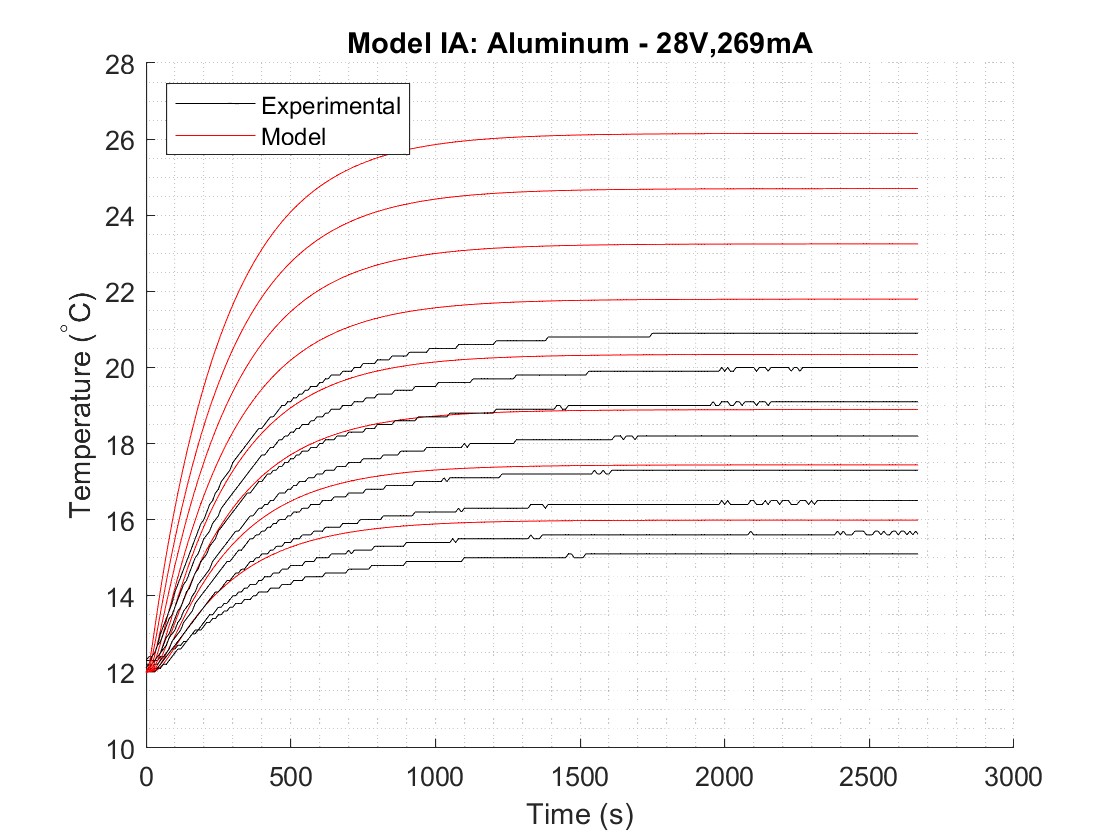 Model IA: Aluminum - 28V,269mA
Experimental
Model
Temperature (°C)
28
26
24
22
20
18
16
14
12
10
0 500 1000 1500 2000 2500 3000
Time (s)